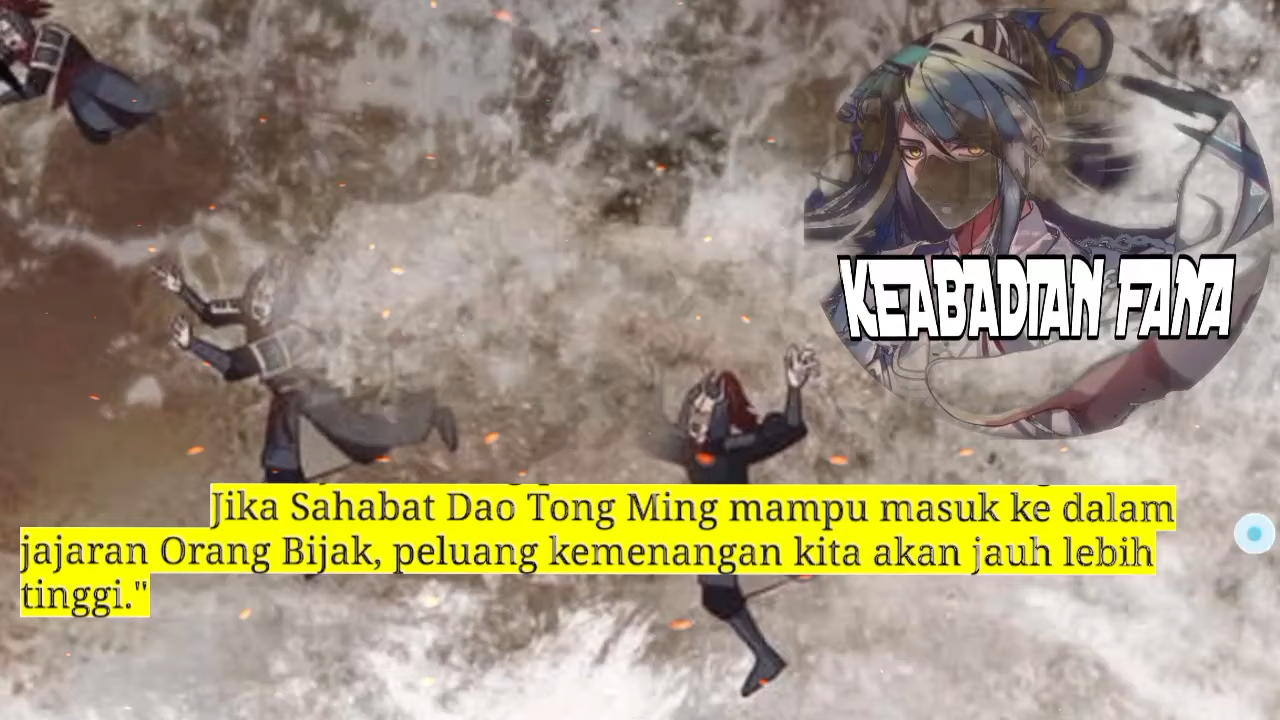 KEABADIAN FANA
Jika Sahabat Dao Tong Ming mampu masuk ke dalam
jajaran Orang Bijak, peluang kemenangan kita akan jauh lebih
tinggi."